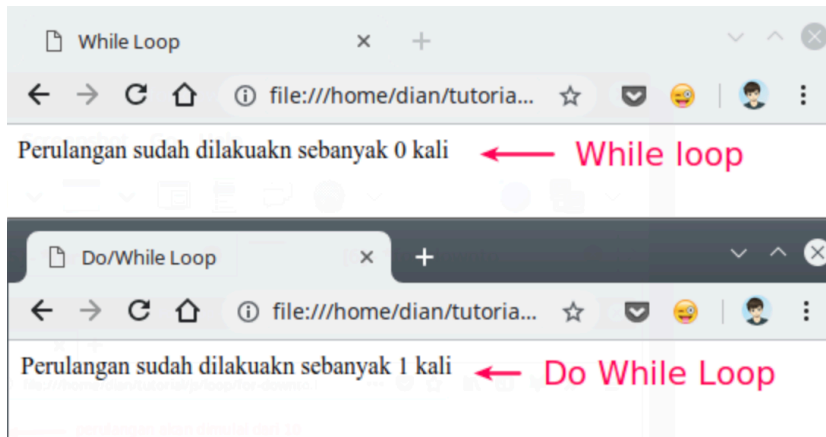 While Loop
file:///home/dian/tutoria...
Perulangan sudah dilakuakn sebanyak 0 kali
While loop
Do/While Loop
file:///home/dian/tutoria...
Perulangan sudah dilakuakn sebanyak 1 kali
Do While Loop